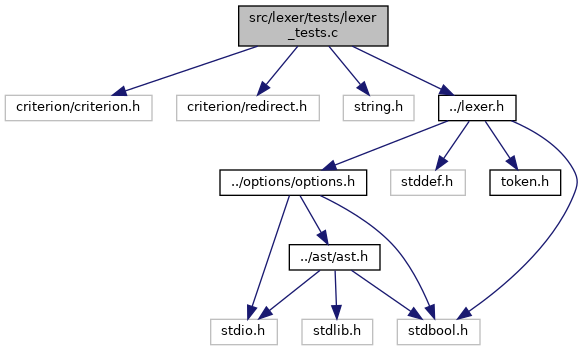 src/lexer/tests/lexer
_tests.c
criterion/criterion.h
criterion/redirect.h
string.h
../lexer.h
../options/options.h
stddef.h
token.h
../ast/ast.h
stdio.h
stdlib.h
stdbool.h